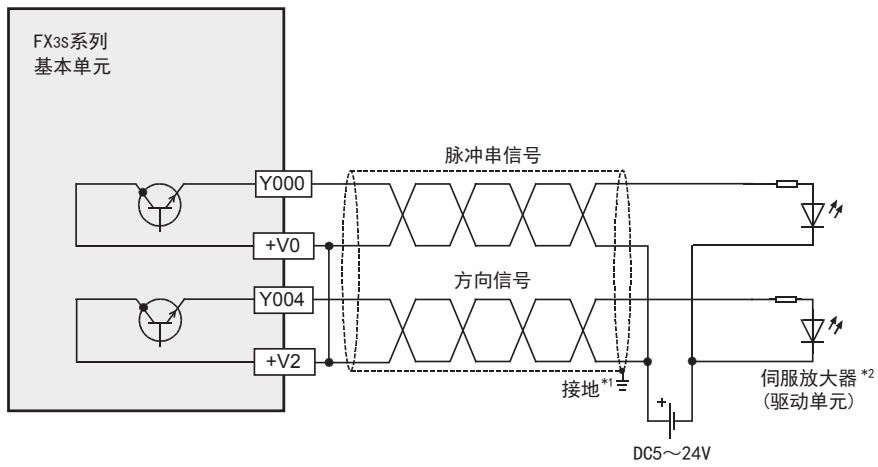 FX3S系列
基本单元
脉冲串信号
Y000
+V0
方向信号
Y004
+V2
接地*1
伺服放大器*2
(驱动单元)
+
DC5～24V